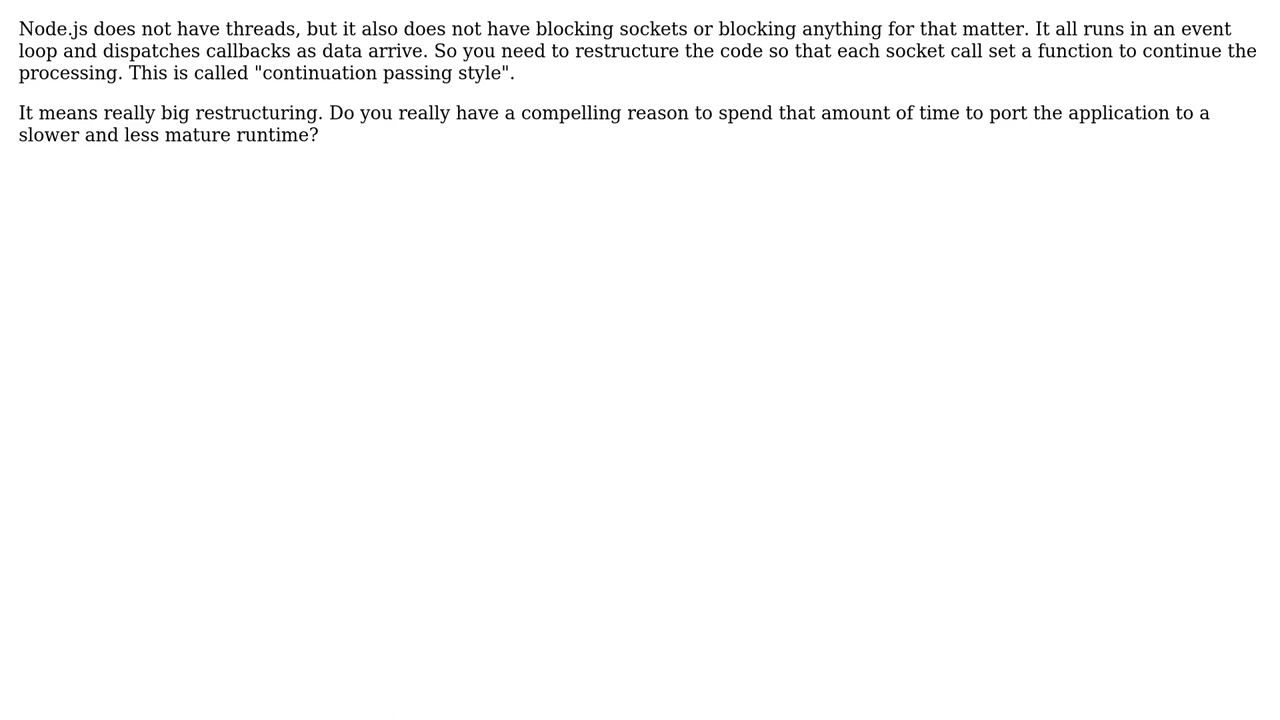 Node.js does not have threads, but it also does not have blocking sockets or blocking anything for that matter. It all runs in an event
loop and dispatches callbacks as data arrive. So you need to restructure the code so that each socket call set a function to continue the
processing. This is called "continuation passing style".
It means really big restructuring. Do you really have a compelling reason to spend that amount of time to port the application to a
slower and less mature runtime?